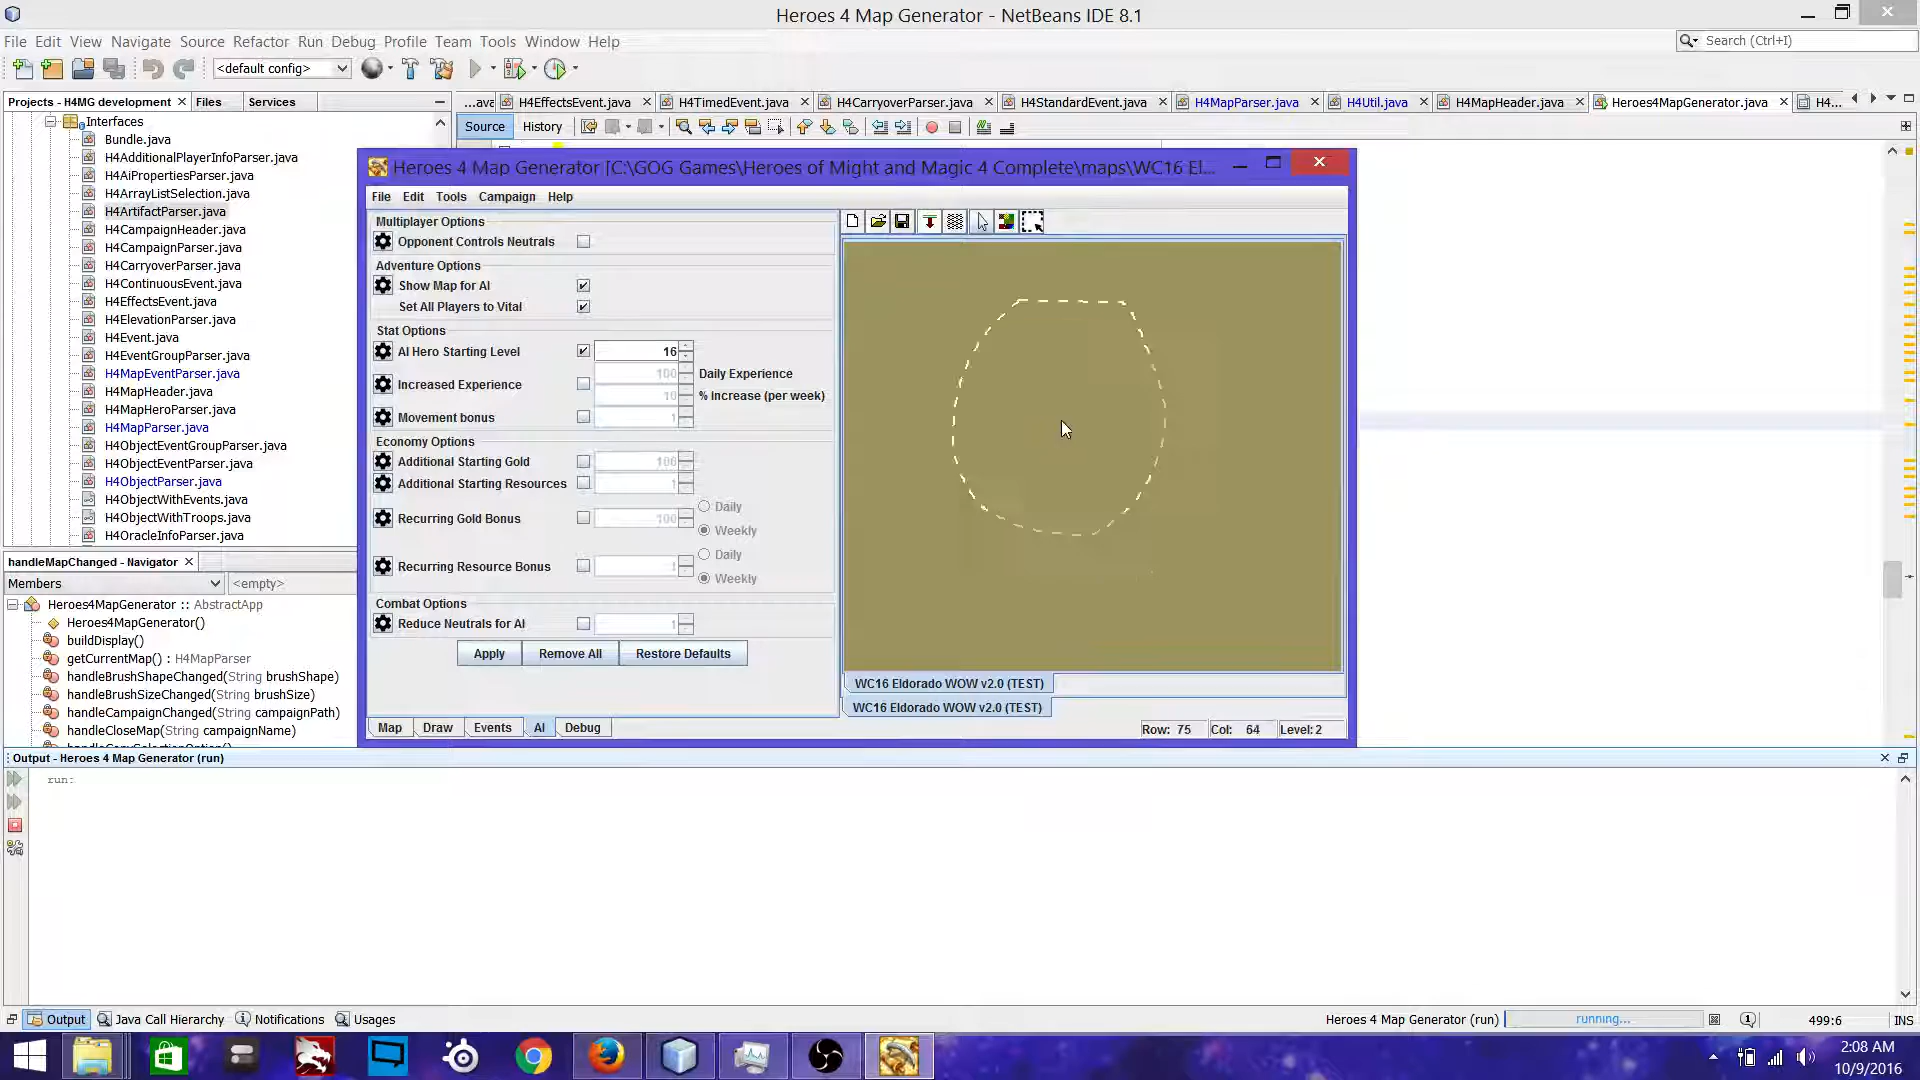 Heroes 4 Map Generator - NetBeans IDE 8.1
File Edit View Navigate Source Refactor Run Debug Profile Team Tools Window Help
Search (Ctrl+I)
<default config>
Projects - H4MG development Files Services
...ava H4EffectsEvent.java H4TimedEvent.java H4CarryoverParser.java H4StandardEvent.java H4MapParser.java H4Util.java H4MapHeader.java Heroes4MapGenerator.java H4...
Source History
Interfaces
Bundle.java
H4AdditionalPlayerInfoParser.java
H4AiPropertiesParser.java
H4ArrayListSelection.java
H4ArtifactParser.java
H4CampaignHeader.java
H4CampaignParser.java
H4CarryoverParser.java
H4ContinuousEvent.java
H4EffectsEvent.java
H4ElevationParser.java
H4Event.java
H4EventGroupParser.java
H4MapEventParser.java
H4MapHeader.java
H4MapHeroParser.java
H4MapParser.java
H4ObjectEventGroupParser.java
H4ObjectEventParser.java
H4ObjectParser.java
H4ObjectWithEvents.java
H4ObjectWithTroops.java
H4OracleInfoParser.java
handleMapChanged - Navigator
Members <empty>
Heroes4MapGenerator :: AbstractApp
Heroes4MapGenerator()
buildDisplay()
getCurrentMap() : H4MapParser
handleBrushShapeChanged(String brushShape)
handleBrushSizeChanged(String brushSize)
handleCampaignChanged(String campaignPath)
handleCloseMap(String campaignName)
Heroes 4 Map Generator [C:\GOG Games\Heroes of Might and Magic 4 Complete\maps\WC16 El...
File Edit Tools Campaign Help
Multiplayer Options
Opponent Controls Neutrals
Adventure Options
Show Map for AI
Set All Players to Vital
Stat Options
AI Hero Starting Level 16
100 Daily Experience
Increased Experience
10 % Increase (per week)
Movement bonus 1
Economy Options
Additional Starting Gold 100
Additional Starting Resources 1
Daily
Recurring Gold Bonus 100
Weekly
Daily
Recurring Resource Bonus 1
Weekly
Combat Options
Reduce Neutrals for AI 1
Apply Remove All Restore Defaults
WC16 Eldorado WOW v2.0 (TEST)
WC16 Eldorado WOW v2.0 (TEST)
Map Draw Events AI Debug
Row: 75 Col: 64 Level: 2
Output - Heroes 4 Map Generator (run)
run:
Output Java Call Hierarchy Notifications Usages
Heroes 4 Map Generator (run) running... 499:6 INS
2:08 AM
10/9/2016